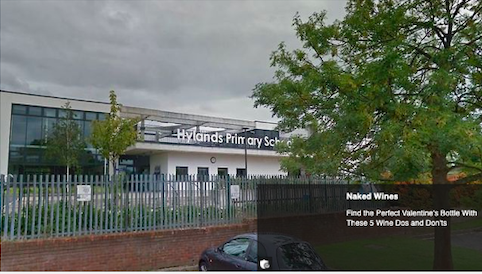 Hylands Primary Sch
Naked Wines
Find the Perfect Valentine's Bottle With
These 5 Wine Dos and Don'ts